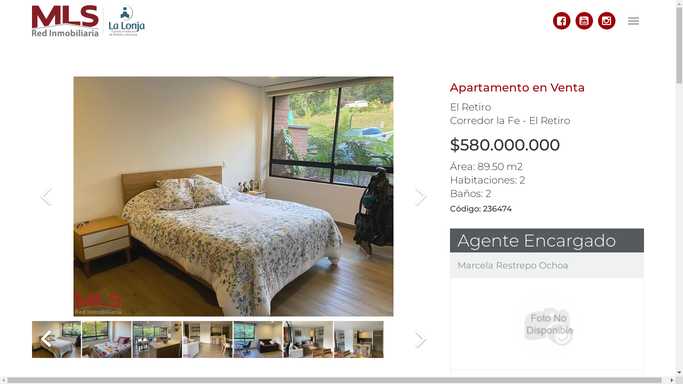 MLS
Red Inmobiliaria
La Lonja
Apartamento en Venta
El Retiro
Corredor la Fe - El Retiro
$580.000.000
Área: 89.50 m2
Habitaciones: 2
Baños: 2
Código: 236474
Agente Encargado
Marcela Restrepo Ochoa
Foto No
Disponible
MLS
Red Inmobiliaria